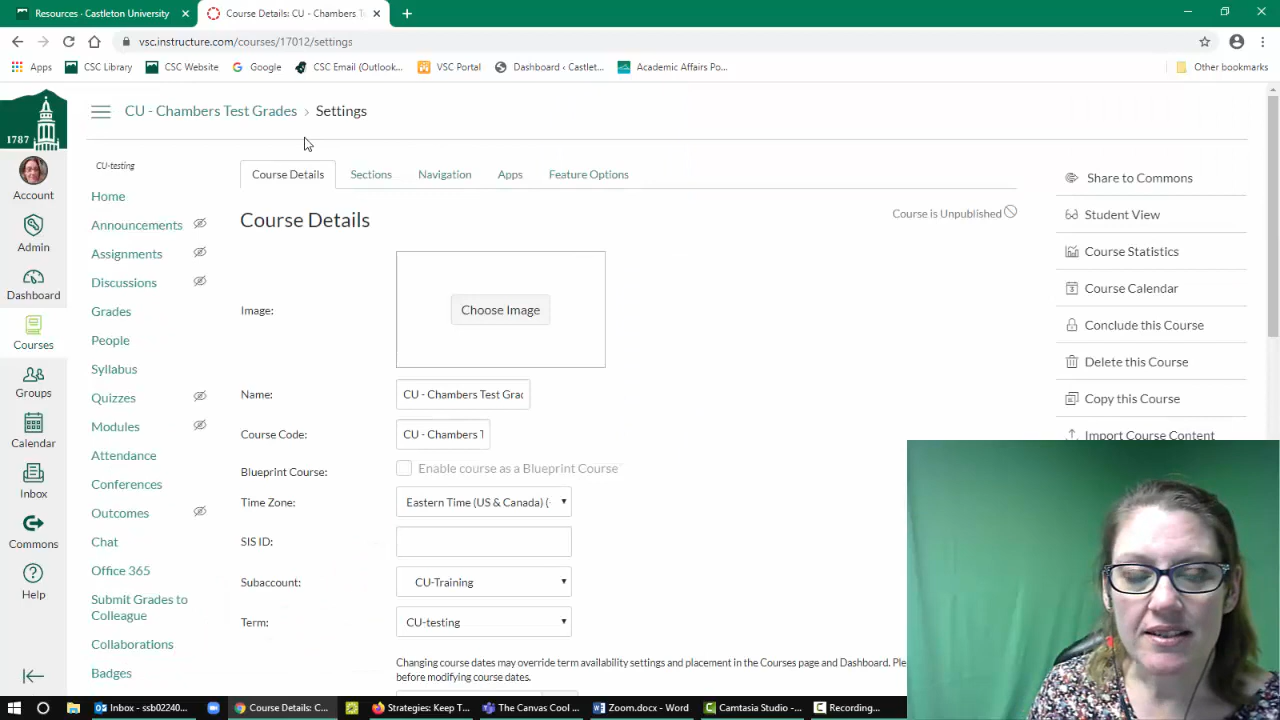 Resources - Castleton University
Course Details: CU - Chambers Te
vsc.instructure.com/courses/17012/settings
Apps
CSC Library
CSC Website
Google
CSC Email (Outlook...
VSC Portal
Dashboard ‹ Castlet...
Academic Affairs Po...
Other bookmarks
1787
CU - Chambers Test Grades › Settings
CU-testing
Account
Admin
Dashboard
Courses
Groups
Calendar
Inbox
Commons
Help
Home
Announcements
Assignments
Discussions
Grades
People
Syllabus
Quizzes
Modules
Attendance
Conferences
Outcomes
Chat
Office 365
Submit Grades to
Colleague
Collaborations
Badges
Course Details
Sections
Navigation
Apps
Feature Options
Course Details
Course is Unpublished
Image:
Choose Image
Name:
CU - Chambers Test Grad
Course Code:
CU - Chambers T
Blueprint Course:
Enable course as a Blueprint Course
Time Zone:
Eastern Time (US & Canada) (-
SIS ID:
Subaccount:
CU-Training
Term:
CU-testing
Changing course dates may override term availability settings and placement in the Courses page and Dashboard. Ple
before modifying course dates.
Share to Commons
Student View
Course Statistics
Course Calendar
Conclude this Course
Delete this Course
Copy this Course
Import Course Content
Inbox - ssb02240...
Course Details: C...
Strategies: Keep T...
The Canvas Cool ...
Zoom.docx - Word
Camtasia Studio -...
Recording...